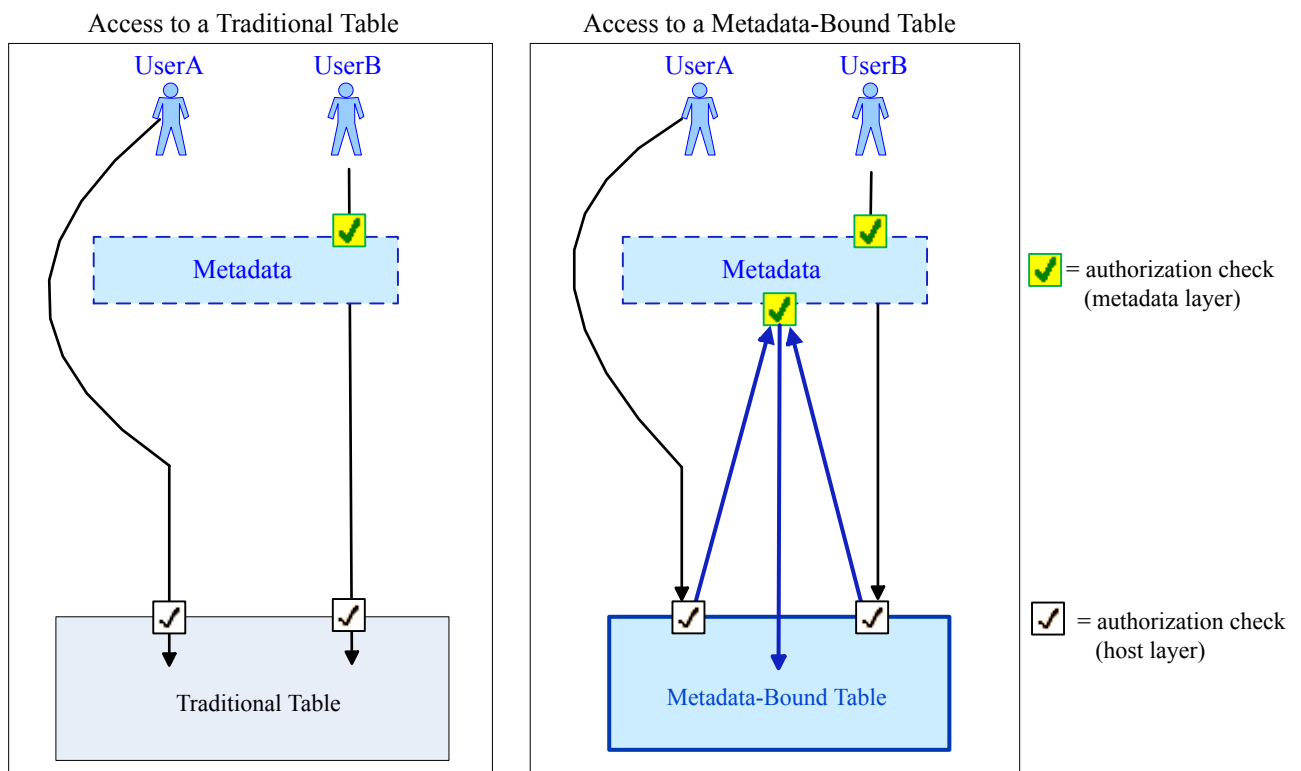 Access to a Traditional Table
UserA
UserB
Metadata
Traditional Table
Access to a Metadata-Bound Table
UserA
UserB
Metadata
Metadata-Bound Table
= authorization check
(metadata layer)
= authorization check
(host layer)